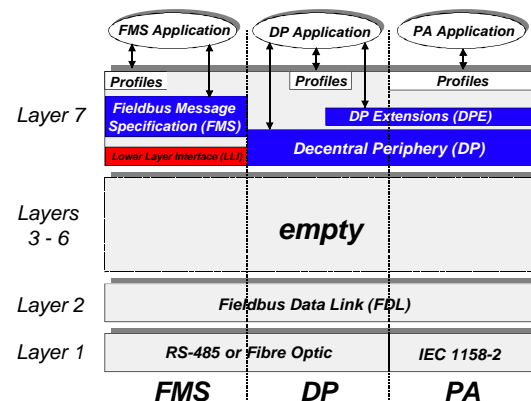 FMS Application
DP Application
PA Application
Profiles
Profiles
Profiles
Layer 7
Fieldbus Message
Specification (FMS)
DP Extensions (DPE)
Lower Layer Interface (LLI)
Decentral Periphery (DP)
Layers
3 - 6
empty
Layer 2
Fieldbus Data Link (FDL)
Layer 1
RS-485 or Fibre Optic
IEC 1158-2
FMS
DP
PA